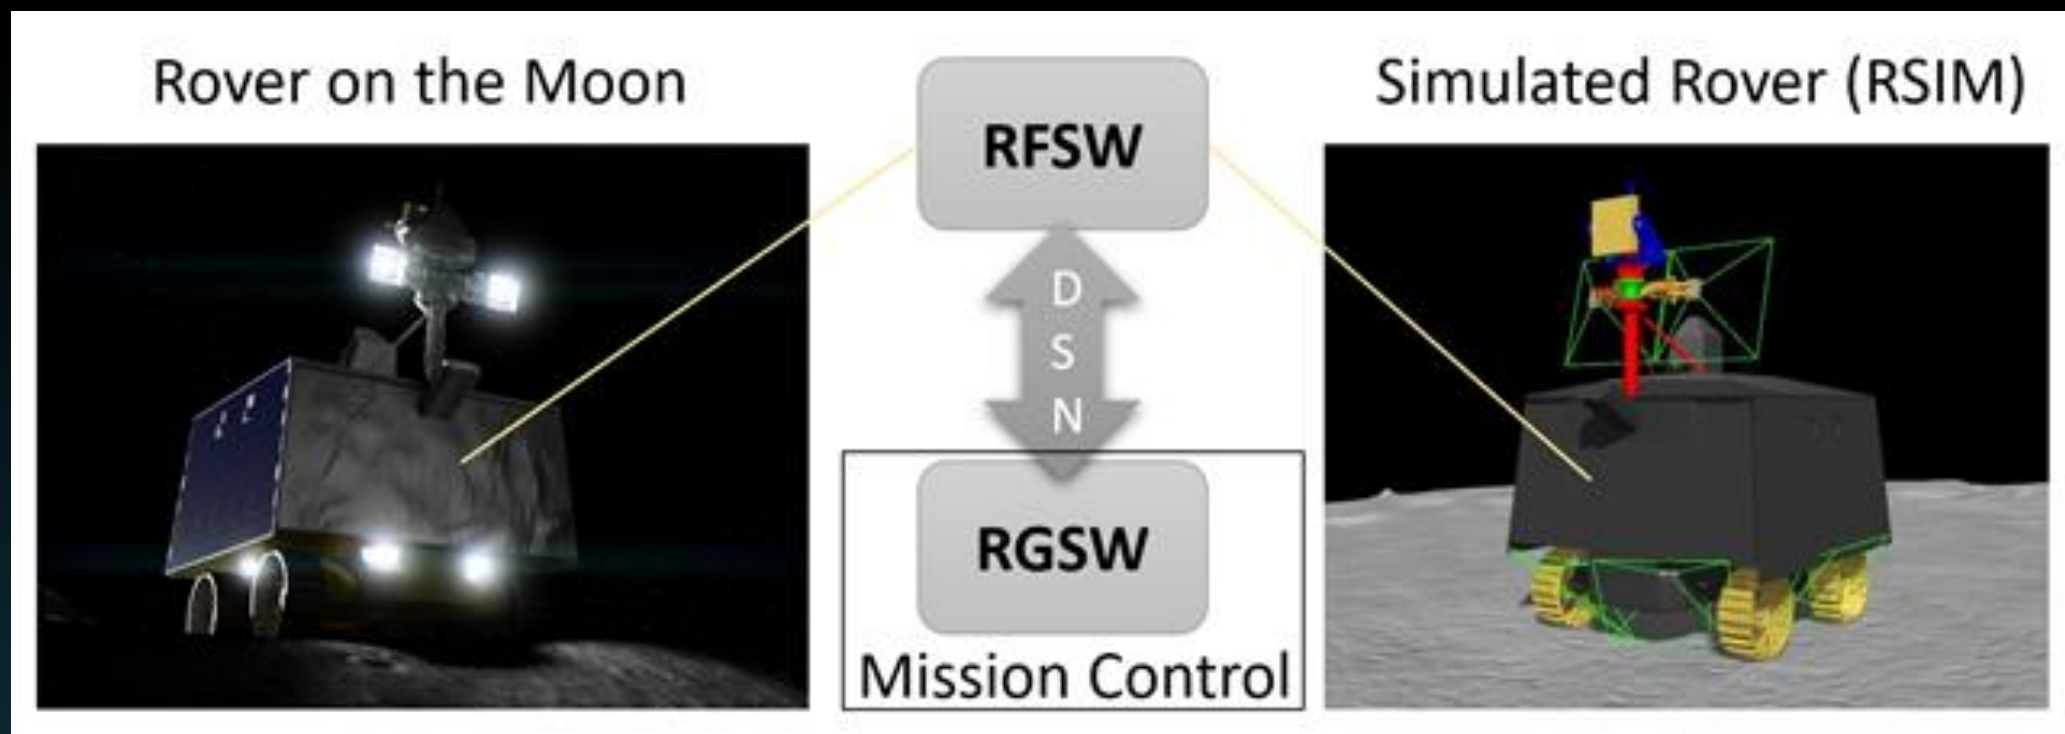 Rover on the Moon
RFSW
Simulated Rover (RSIM)
D
S
N
RGSW
Mission Control